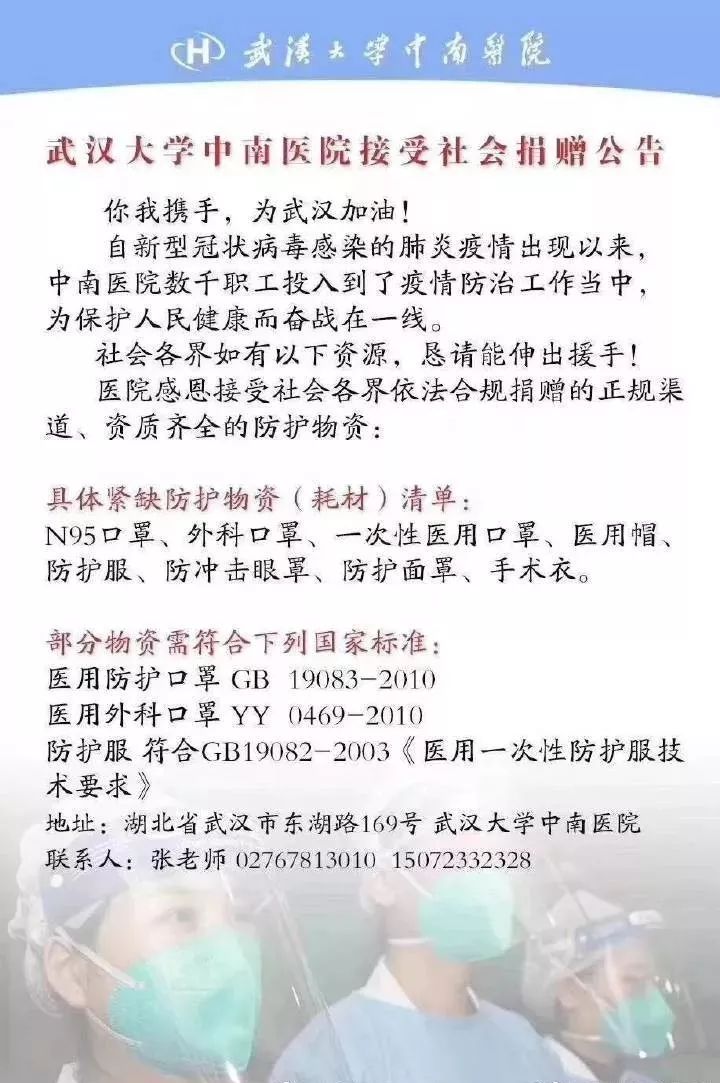 武汉大学中南医院
武汉大学中南医院接受社会捐赠公告
你我携手，为武汉加油！
自新型冠状病毒感染的肺炎疫情出现以来，
中南医院数千职工投入到了疫情防治工作当中，
为保护人民健康而奋战在一线。
社会各界如有以下资源，恳请能伸出援手！
医院感恩接受社会各界依法合规捐赠的正规渠
道、资质齐全的防护物资：
具体紧缺防护物资（耗材）清单：
N95口罩、外科口罩、一次性医用口罩、医用帽、
防护服、防冲击眼罩、防护面罩、手术衣。
部分物资需符合下列国家标准：
医用防护口罩 GB 19083-2010
医用外科口罩 YY 0469-2010
防护服 符合GB19082-2003《医用一次性防护服技
术要求》
地址：湖北省武汉市东湖路169号 武汉大学中南医院
联系人：张老师 02767813010 15072332328